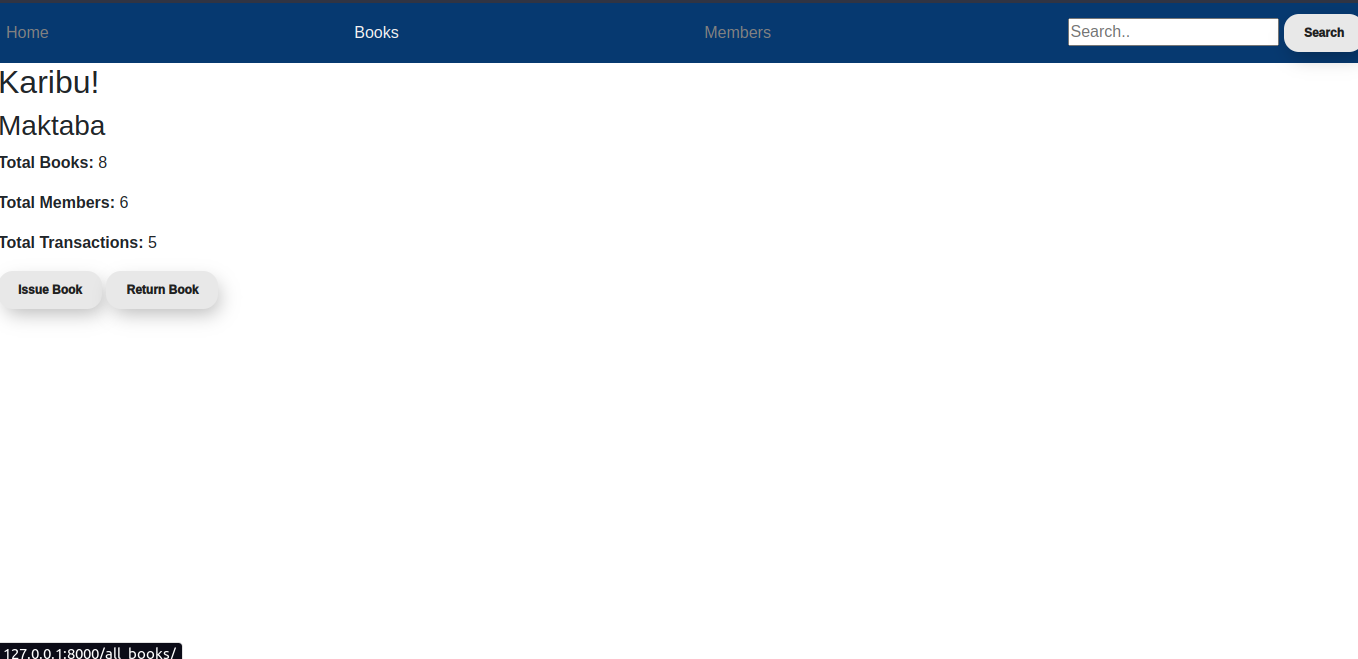 Home Books Members Search.. Search
Karibu!
Maktaba
Total Books: 8
Total Members: 6
Total Transactions: 5
Issue Book Return Book
127.0.0.1:8000/all_books/